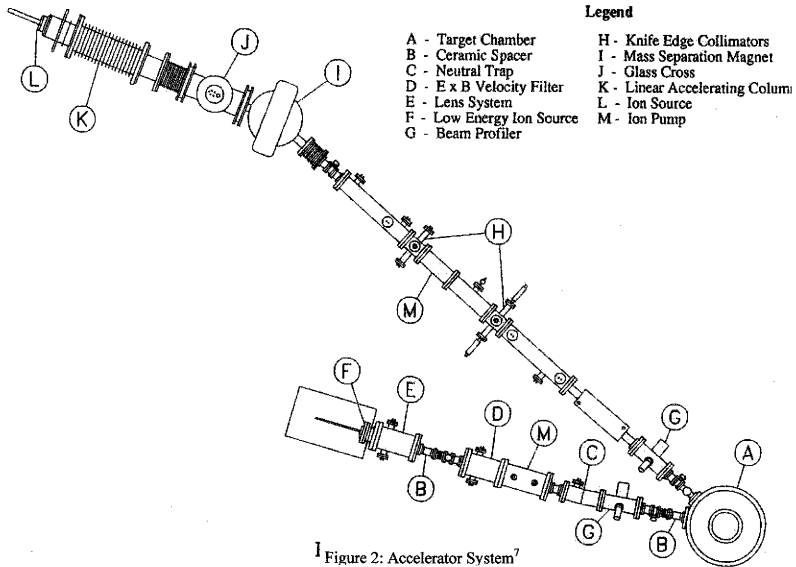 Legend
A - Target Chamber
B - Ceramic Spacer
C - Neutral Trap
D - E x B Velocity Filter
E - Lens System
F - Low Energy Ion Source
G - Beam Profiler
H - Knife Edge Collimators
I - Mass Separation Magnet
J - Glass Cross
K - Linear Accelerating Colum
L - Ion Source
M - Ion Pump
J
I
L
K
H
M
F
E
D
M
G
A
C
B
G
B
I Figure 2: Accelerator System7